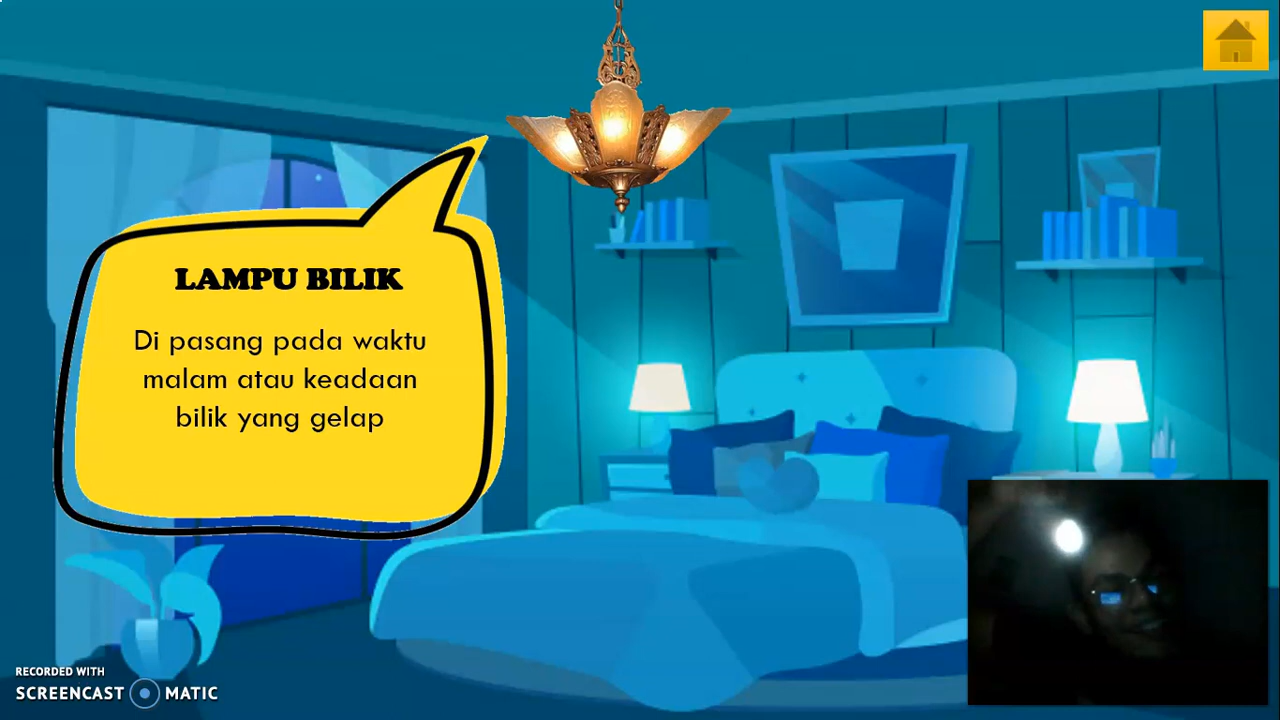 LAMPU BILIK
Di pasang pada waktu
malam atau keadaan
bilik yang gelap
RECORDED WITH
SCREENCAST MATIC